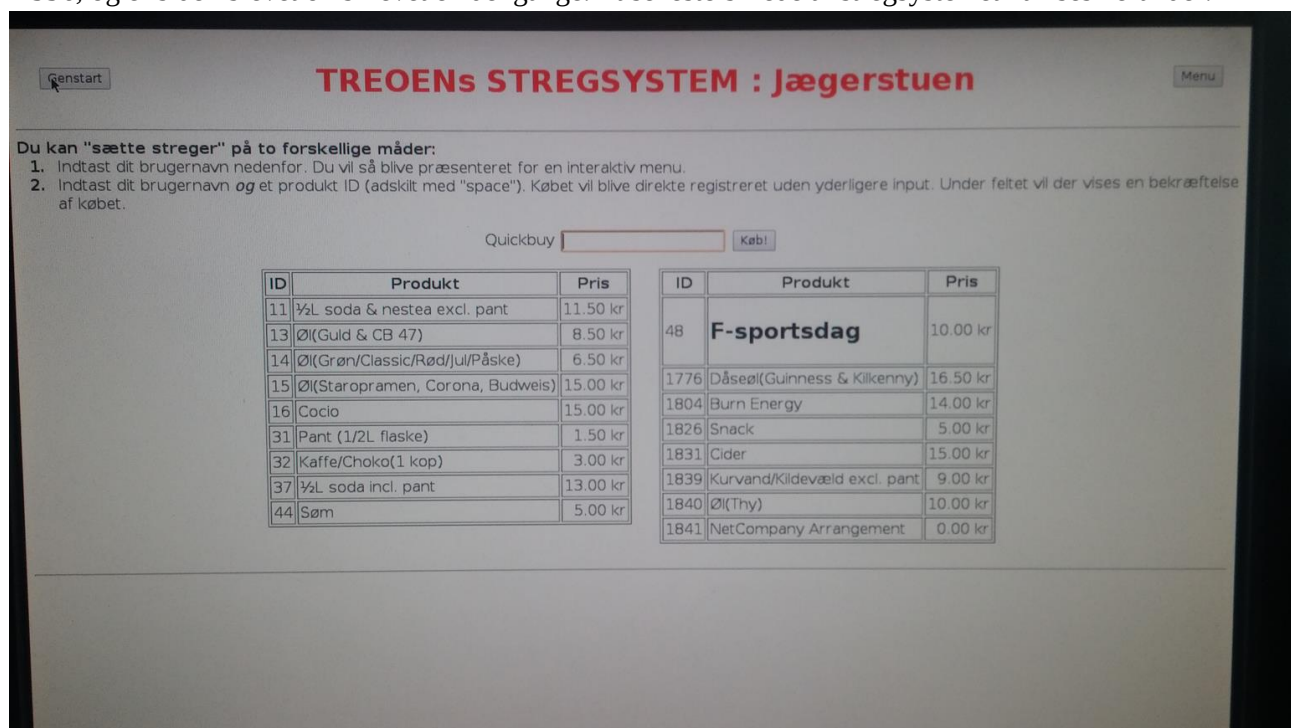 Genstart
TREOENs STREGSYSTEM : Jægerstuen
Menu
Du kan "sætte streger" på to forskellige måder:
1. Indtast dit brugernavn nedenfor. Du vil så blive præsenteret for en interaktiv menu.
2. Indtast dit brugernavn og et produkt ID (adskilt med "space"). Købet vil blive direkte registreret uden yderligere input. Under feltet vil der vises en bekræftelse
af købet.
Quickbuy Køb!
ID Produkt Pris
11 ½L soda & nestea excl. pant 11.50 kr
13 Øl(Guld & CB 47) 8.50 kr
14 Øl(Grøn/Classic/Rød/Jul/Påske) 6.50 kr
15 Øl(Staropramen, Corona, Budweis) 15.00 kr
16 Cocio 15.00 kr
31 Pant (1/2L flaske) 1.50 kr
32 Kaffe/Choko(1 kop) 3.00 kr
37 ½L soda incl. pant 13.00 kr
44 Søm 5.00 kr
ID Produkt Pris
48 F-sportsdag 10.00 kr
1776 Dåseøl(Guinness & Kilkenny) 16.50 kr
1804 Burn Energy 14.00 kr
1826 Snack 5.00 kr
1831 Cider 15.00 kr
1839 Kurvand/Kildevæld excl. pant 9.00 kr
1840 Øl(Thy) 10.00 kr
1841 NetCompany Arrangement 0.00 kr